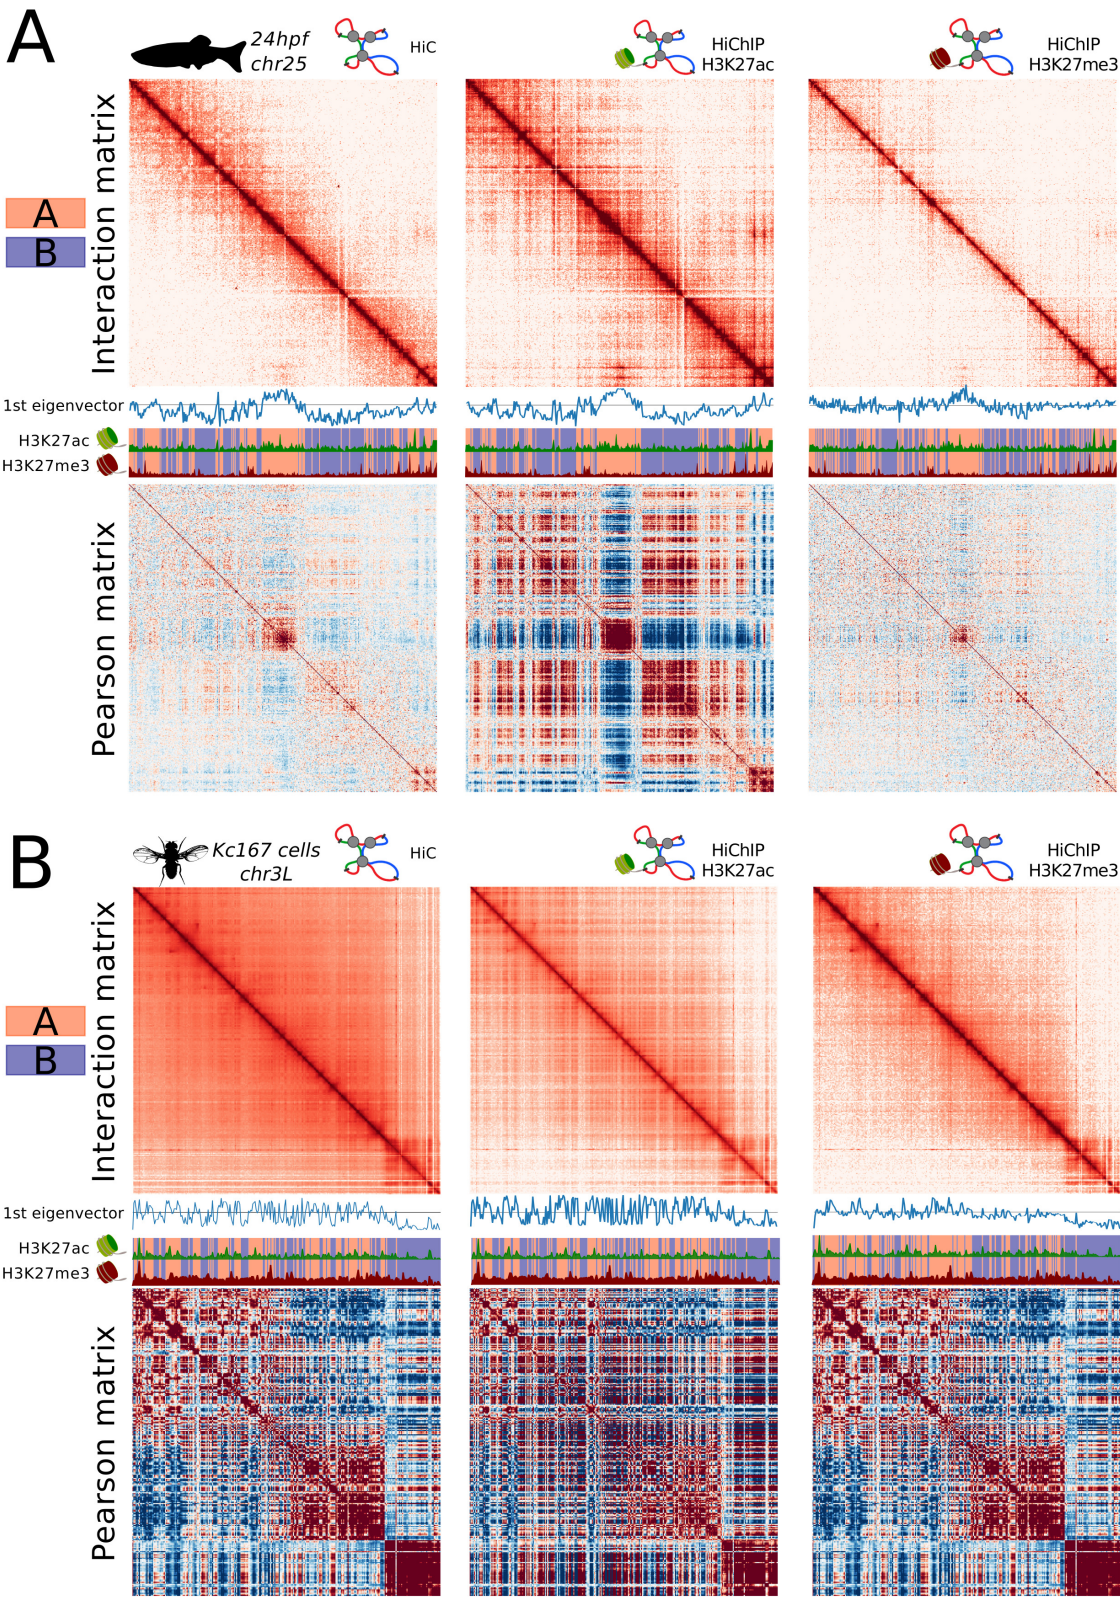 A
24hpf
chr25
HiC
HiChIP
H3K27ac
HiChIP
H3K27me3
Interaction matrix
A
B
1st eigenvector
H3K27ac
H3K27me3
Pearson matrix
B
Kc167 cells
chr3L
HiC
HiChIP
H3K27ac
HiChIP
H3K27me3
Interaction matrix
A
B
1st eigenvector
H3K27ac
H3K27me3
Pearson matrix